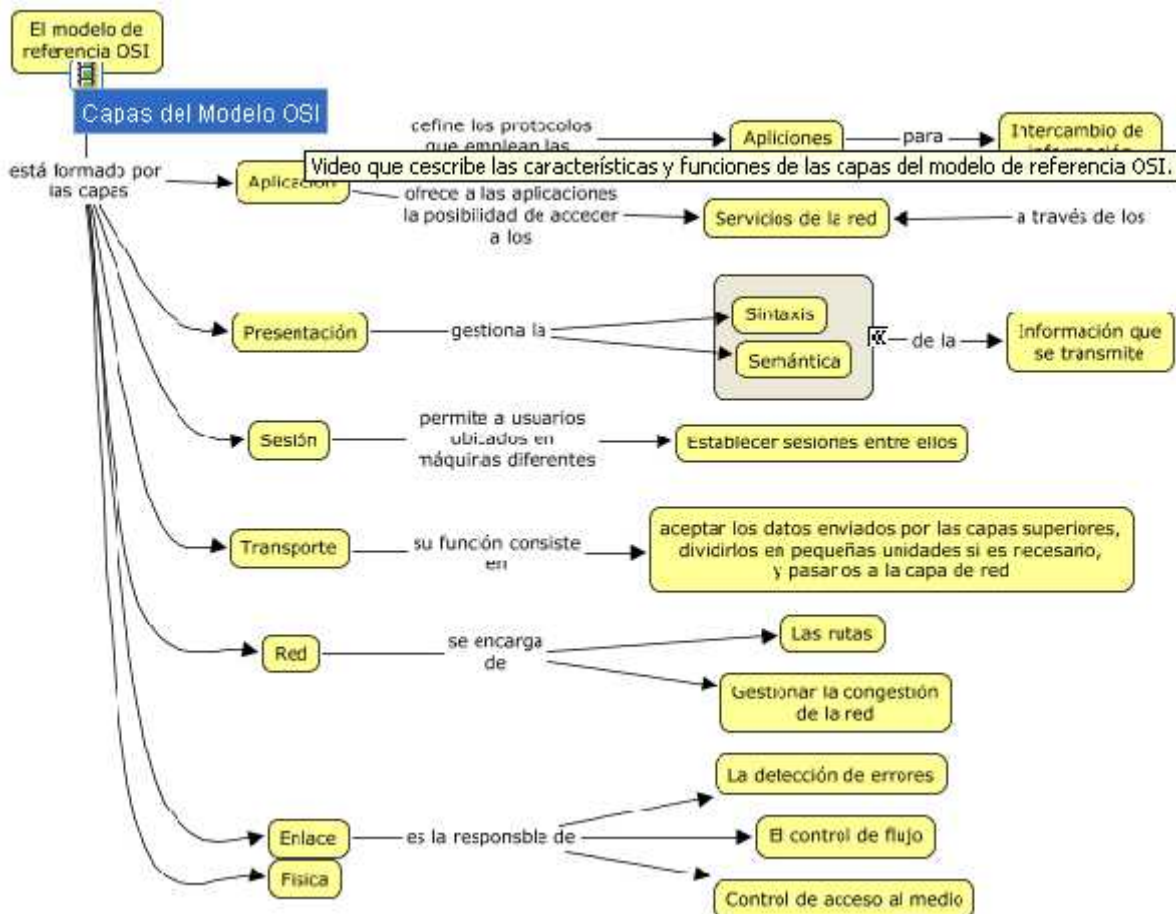 El modelo de
referencia OSI
Capas del Modelo OSI
está formado por
las capas
define los protocolos
que emplean las
Apliciones
para
Intercambio de
información
Video que cescribe las características y funciones de las capas del modelo de referencia OSI.
Aplicación
ofrece a las aplicaciones
la posibilidad de accecer
a los
Servicios de la red
a través de los
Presentación
gestiona la
Sintaxis
Semántica
de la
Información que
se transmite
Sesión
permite a usuarios
ubicados en
máquinas diferentes
Establecer sesiones entre ellos
Transporte
su función consiste
en
aceptar los datos enviados por las capas superiores,
dividirlos en pequeñas unidades si es necesario,
y pasarlos a la capa de red
Red
se encarga
de
Las rutas
Gestionar la congestión
de la red
Enlace
es la responsble de
La detección de errores
El control de flujo
Control de acceso al medio
Física